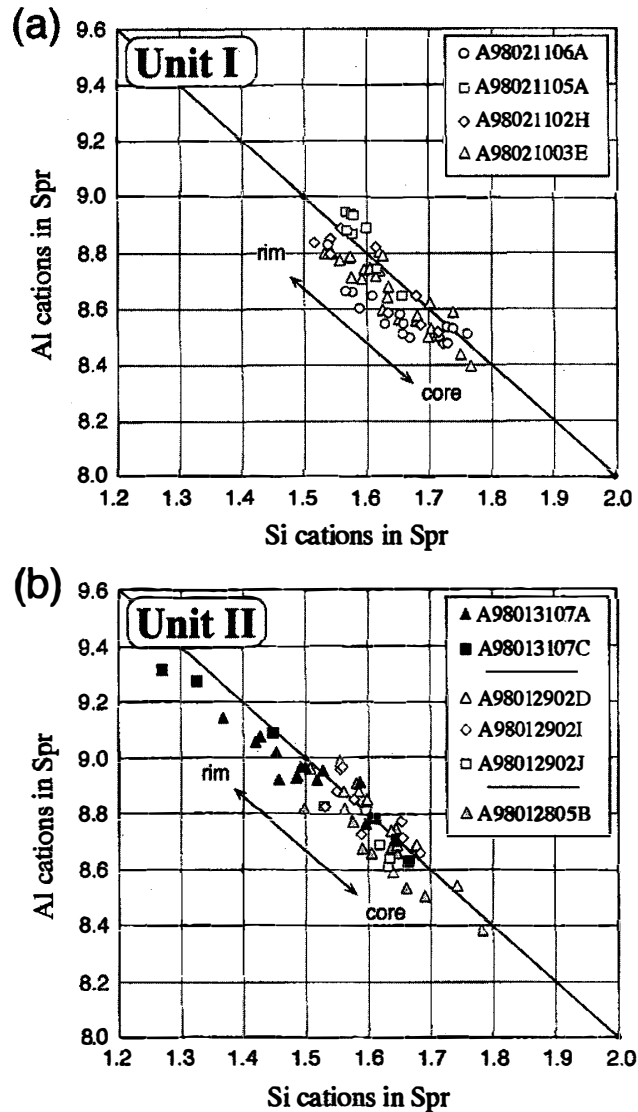 (a)
Unit I
A98021106A
A98021105A
A98021102H
A98021003E
9.6
9.4
9.2
9.0
8.8
8.6
8.4
8.2
8.0
Al cations in Spr
rim
core
1.2 1.3 1.4 1.5 1.6 1.7 1.8 1.9 2.0
Si cations in Spr
(b)
Unit II
A98013107A
A98013107C
A98012902D
A98012902I
A98012902J
A98012805B
9.6
9.4
9.2
9.0
8.8
8.6
8.4
8.2
8.0
Al cations in Spr
rim
core
1.2 1.3 1.4 1.5 1.6 1.7 1.8 1.9 2.0
Si cations in Spr